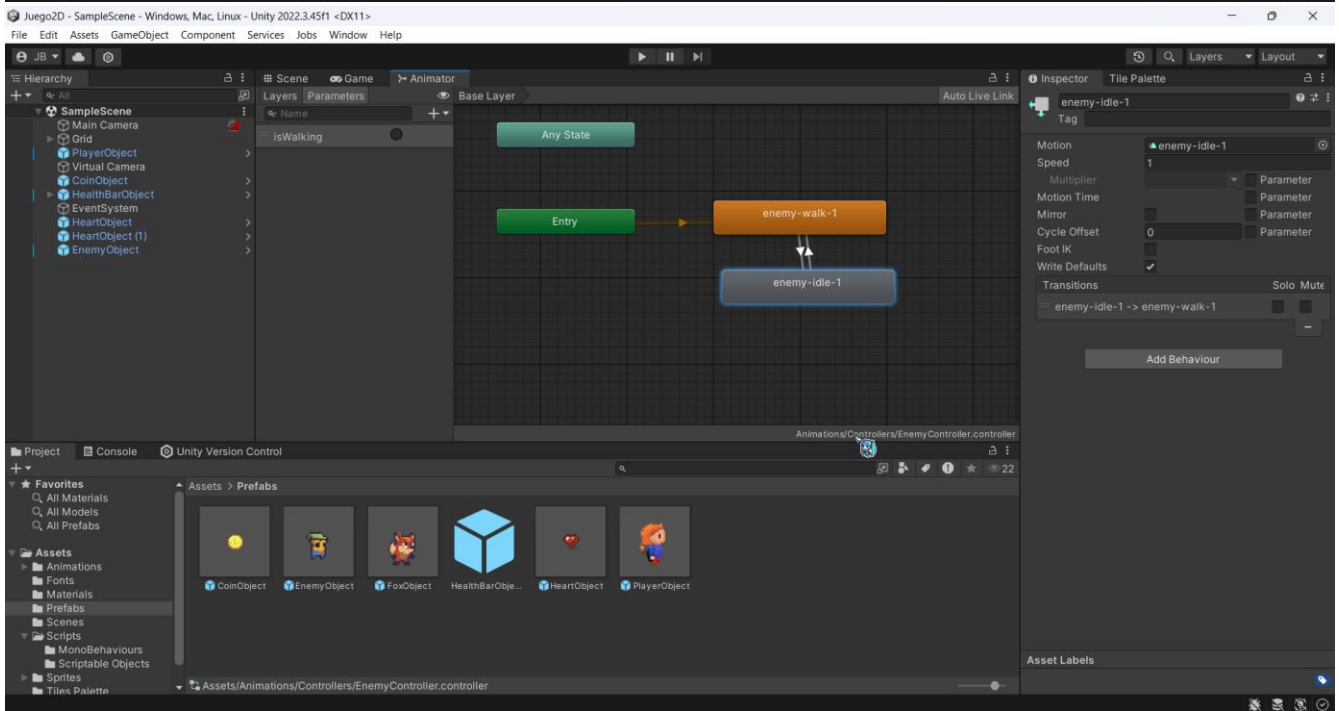 Juego2D - SampleScene - Windows, Mac, Linux - Unity 2022.3.45f1 <DX11>
File Edit Assets GameObject Component Services Jobs Window Help
JB
Layers
Layout
Hierarchy
All
SampleScene
Main Camera
Grid
PlayerObject
Virtual Camera
CoinObject
HealthBarObject
EventSystem
HeartObject
HeartObject (1)
EnemyObject
Scene Game Animator
Layers Parameters
Base Layer
Auto Live Link
Name
isWalking
Any State
Entry
enemy-walk-1
enemy-idle-1
Animations/Controllers/EnemyController.controller
Inspector Tile Palette
enemy-idle-1
Tag
Motion enemy-idle-1
Speed 1
Multiplier Parameter
Motion Time Parameter
Mirror Parameter
Cycle Offset 0 Parameter
Foot IK
Write Defaults
Transitions Solo Mute
enemy-idle-1 -> enemy-walk-1
Add Behaviour
Asset Labels
Project Console Unity Version Control
22
Favorites
All Materials
All Models
All Prefabs
Assets
Animations
Fonts
Materials
Prefabs
Scenes
Scripts
MonoBehaviours
Scriptable Objects
Sprites
Tiles Palette
Assets > Prefabs
CoinObject EnemyObject FoxObject HealthBarObje... HeartObject PlayerObject
Assets/Animations/Controllers/EnemyController.controller